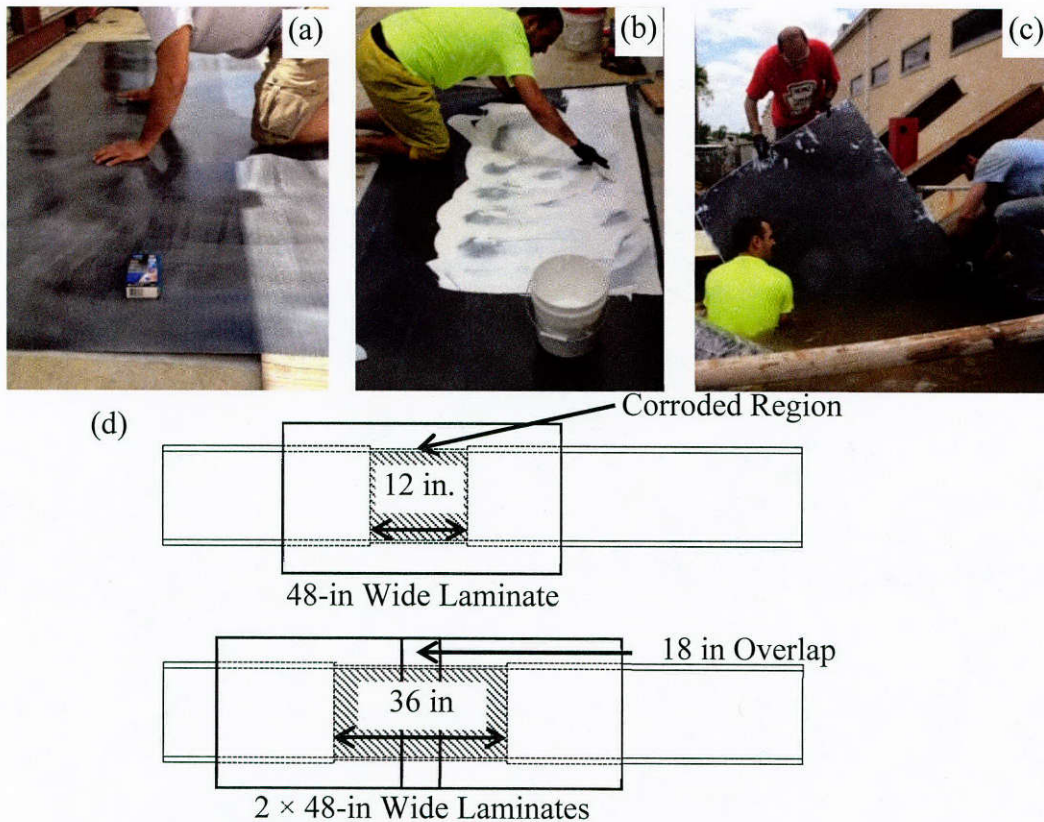 (a)
(b)
(c)
(d)
Corroded Region
12 in.
48-in Wide Laminate
18 in Overlap
36 in
2 × 48-in Wide Laminates